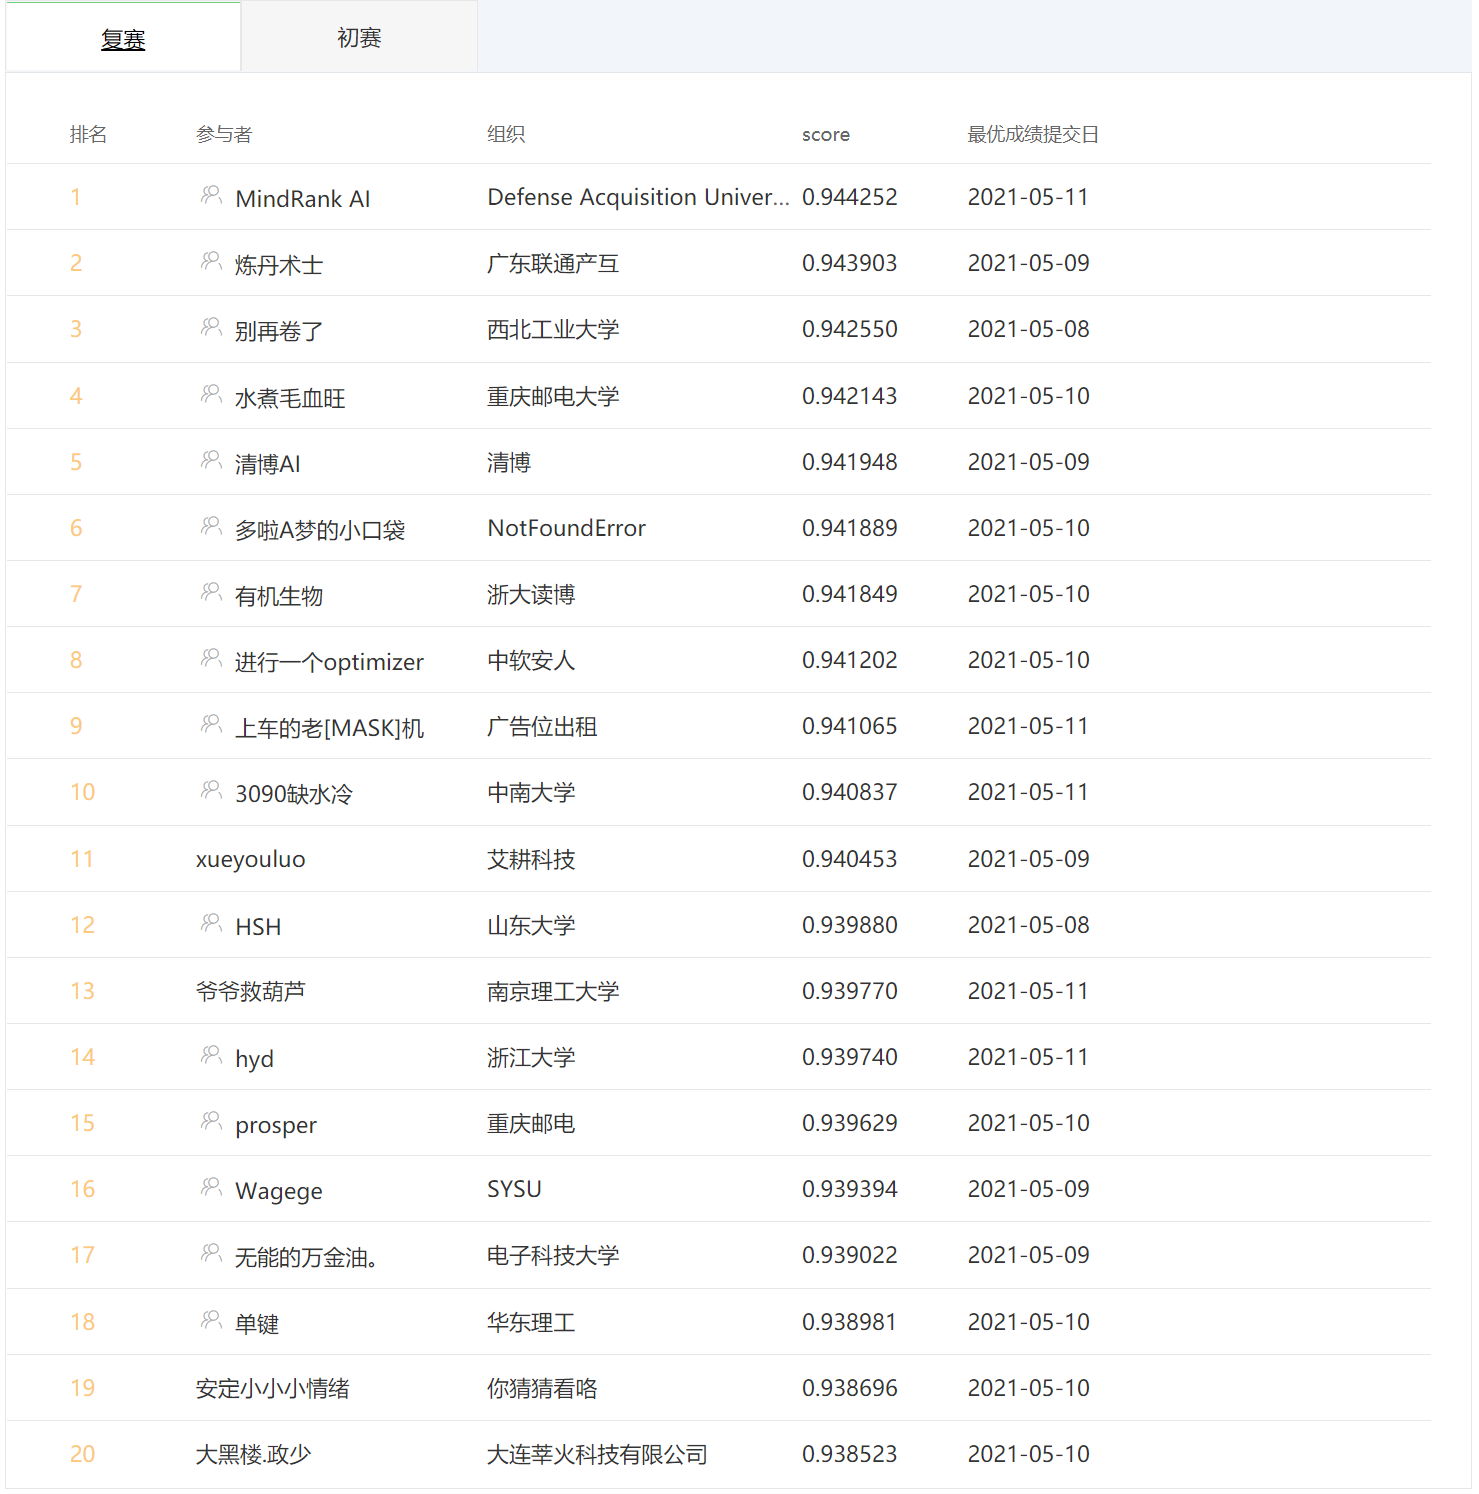 复赛 初赛
排名 参与者 组织 score 最优成绩提交日
1 MindRank AI Defense Acquisition Univer... 0.944252 2021-05-11
2 炼丹术士 广东联通产互 0.943903 2021-05-09
3 别再卷了 西北工业大学 0.942550 2021-05-08
4 水煮毛血旺 重庆邮电大学 0.942143 2021-05-10
5 清博AI 清博 0.941948 2021-05-09
6 多啦A梦的小口袋 NotFoundError 0.941889 2021-05-10
7 有机生物 浙大读博 0.941849 2021-05-10
8 进行一个optimizer 中软安人 0.941202 2021-05-10
9 上车的老[MASK]机 广告位出租 0.941065 2021-05-11
10 3090缺水冷 中南大学 0.940837 2021-05-11
11 xueyouluo 艾耕科技 0.940453 2021-05-09
12 HSH 山东大学 0.939880 2021-05-08
13 爷爷救葫芦 南京理工大学 0.939770 2021-05-11
14 hyd 浙江大学 0.939740 2021-05-11
15 prosper 重庆邮电 0.939629 2021-05-10
16 Wagege SYSU 0.939394 2021-05-09
17 无能的万金油。 电子科技大学 0.939022 2021-05-09
18 单键 华东理工 0.938981 2021-05-10
19 安定小小小情绪 你猜猜看咯 0.938696 2021-05-10
20 大黑楼.政少 大连莘火科技有限公司 0.938523 2021-05-10